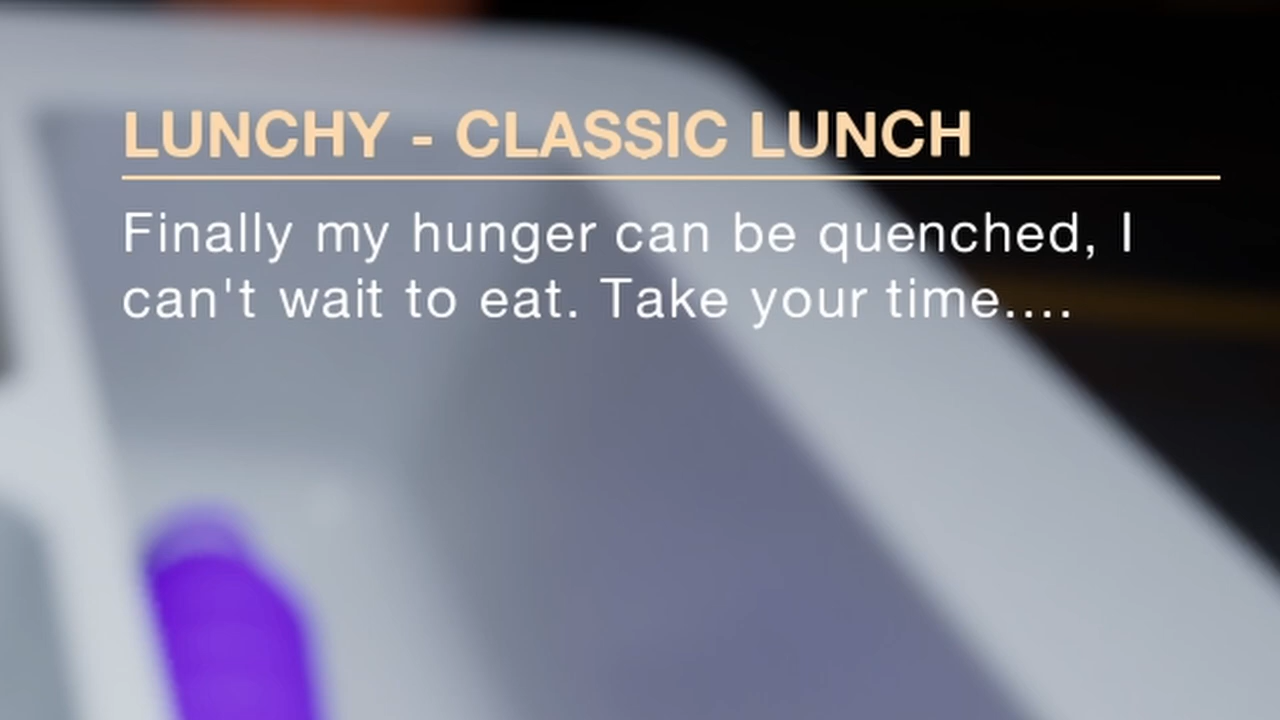 LUNCHY - CLASSIC LUNCH
Finally my hunger can be quenched, I
can't wait to eat. Take your time....